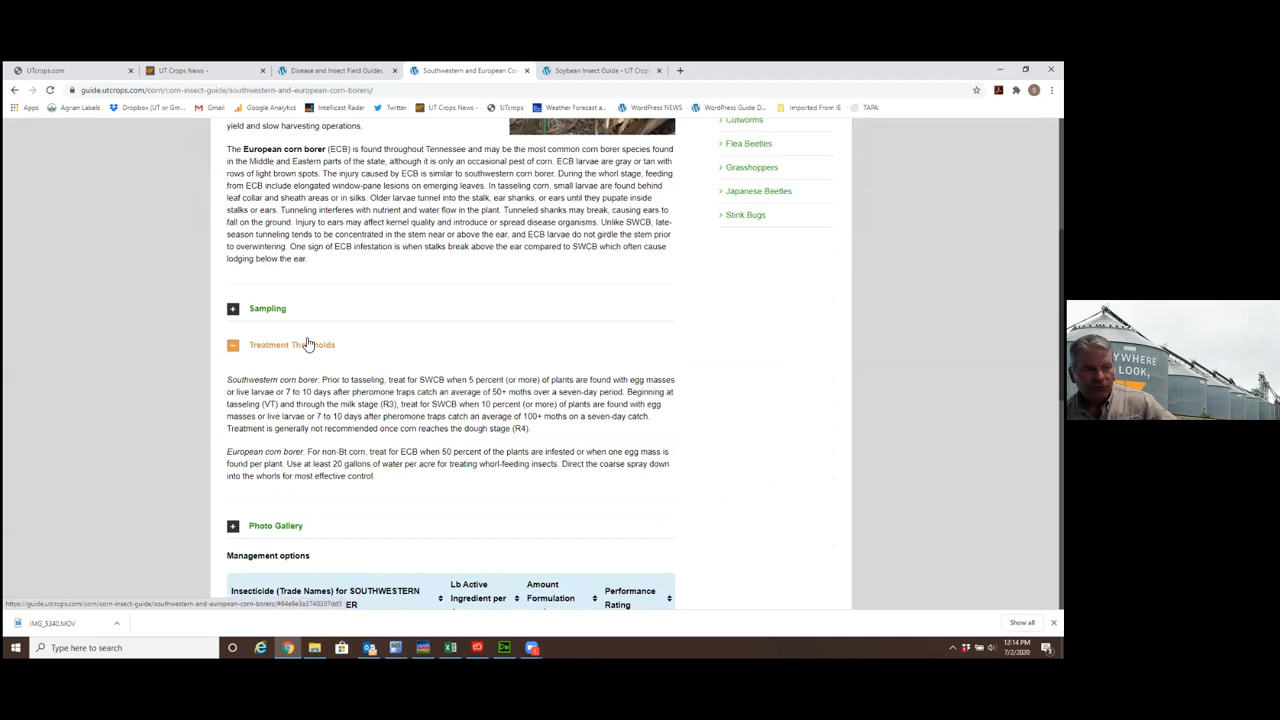 UTcrops.com
UT Crops News -
Disease and Insect Field Guides -
Southwestern and European Co
Soybean Insect Guide - UT Crop
guide.utcrops.com/corn/corn-insect-guide/southwestern-and-european-corn-borers/
Apps
Agrian Labels
Dropbox (UT or Gm...
Gmail
Google Analytics
Intellicast Radar
Twitter
UT Crops News -
UTcrops
Weather Forecast a...
WordPress NEWS
WordPress Guide D...
Imported From IE
TAPA
yield and slow harvesting operations.
The European corn borer (ECB) is found throughout Tennessee and may be the most common corn borer species found
in the Middle and Eastern parts of the state, although it is only an occasional pest of corn. ECB larvae are gray or tan with
rows of light brown spots. The injury caused by ECB is similar to southwestern corn borer. During the whorl stage, feeding
from ECB include elongated window-pane lesions on emerging leaves. In tasseling corn, small larvae are found behind
leaf collar and sheath areas or in silks. Older larvae tunnel into the stalk, ear shanks, or ears until they pupate inside
stalks or ears. Tunneling interferes with nutrient and water flow in the plant. Tunneled shanks may break, causing ears to
fall on the ground. Injury to ears may affect kernel quality and introduce or spread disease organisms. Unlike SWCB, late-
season tunneling tends to be concentrated in the stem near or above the ear, and ECB larvae do not girdle the stem prior
to overwintering. One sign of ECB infestation is when stalks break above the ear compared to SWCB which often cause
lodging below the ear.
Cutworms
Flea Beetles
Grasshoppers
Japanese Beetles
Stink Bugs
Sampling
Treatment Thresholds
Southwestern corn borer. Prior to tasseling, treat for SWCB when 5 percent (or more) of plants are found with egg masses
or live larvae or 7 to 10 days after pheromone traps catch an average of 50+ moths over a seven-day period. Beginning at
tasseling (VT) and through the milk stage (R3), treat for SWCB when 10 percent (or more) of plants are found with egg
masses or live larvae or 7 to 10 days after pheromone traps catch an average of 100+ moths on a seven-day catch.
Treatment is generally not recommended once corn reaches the dough stage (R4).
European corn borer. For non-Bt corn, treat for ECB when 50 percent of the plants are infested or when one egg mass is
found per plant. Use at least 20 gallons of water per acre for treating whorl-feeding insects. Direct the coarse spray down
into the whorls for most effective control.
Photo Gallery
Management options
Insecticide (Trade Names) for SOUTHWESTERN
ER
Lb Active
Ingredient per
Amount
Formulation
Performance
Rating
https://guide.utcrops.com/corn/corn-insect-guide/southwestern-and-european-corn-borers/#64e9e3a3740307dd5
IMG_5340.MOV
Show all
Type here to search
12:14 PM
7/2/2020
YWHERE
LOOK,